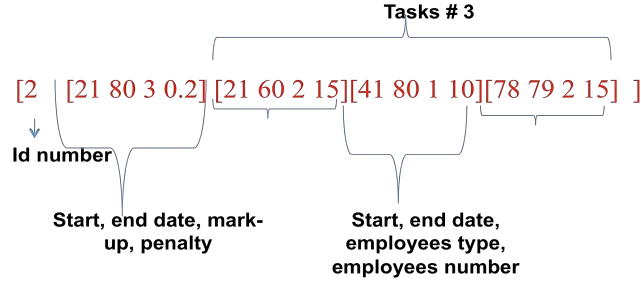 Tasks # 3
[2 [21 80 3 0.2] [21 60 2 15][41 80 1 10][78 79 2 15] ]
Id number
Start, end date, mark-
up, penalty
Start, end date,
employees type,
employees number